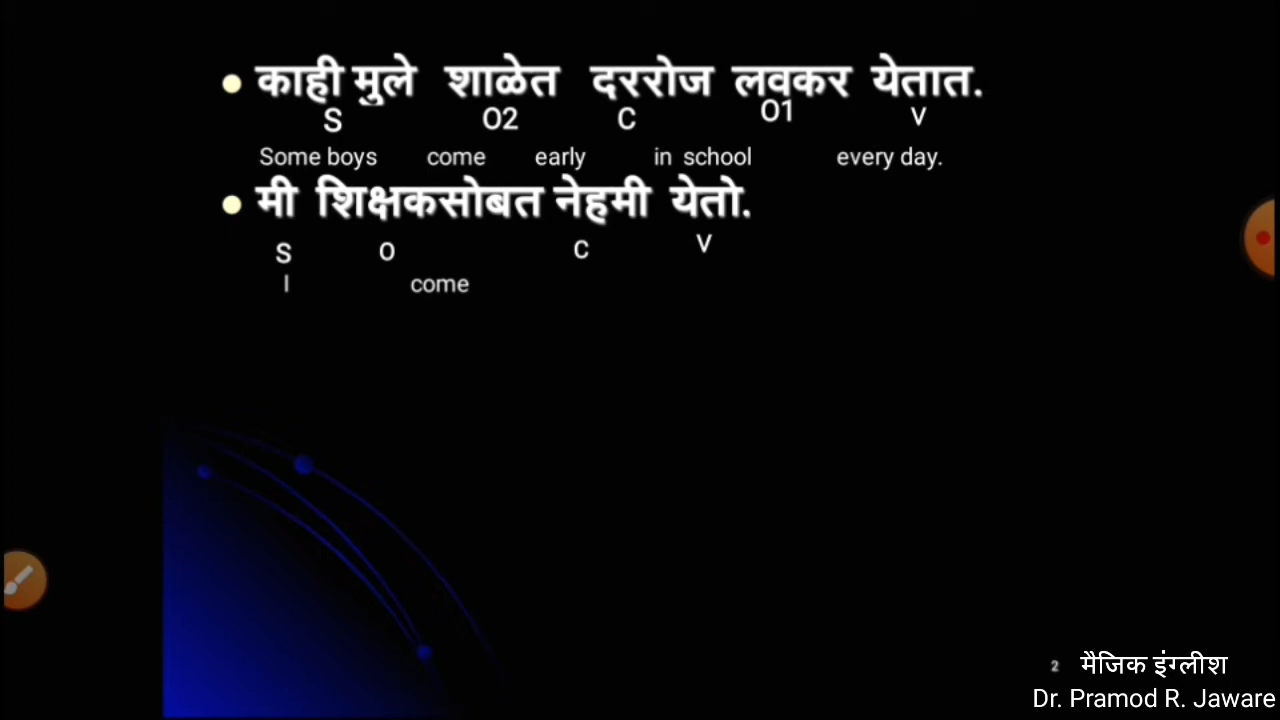 काही मुले शाळेत दररोज लवकर येतात.
S O2 C O1 V
Some boys come early in school every day.
मी शिक्षकसोबत नेहमी येतो.
S O C V
I come
2 मैजिक इंग्लीश
Dr. Pramod R. Jaware